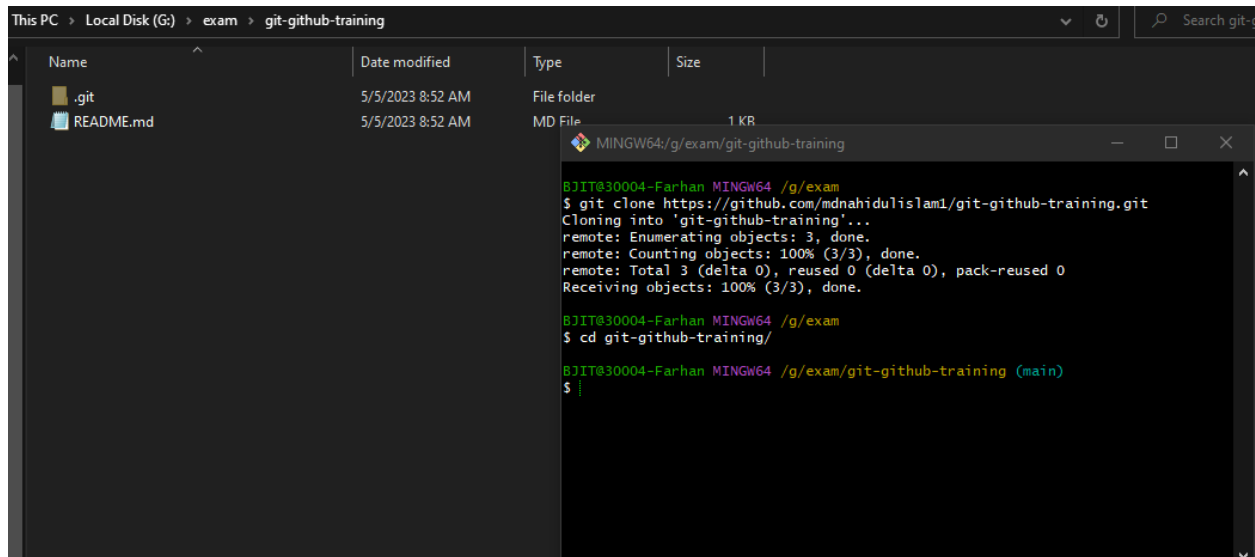 This PC > Local Disk (G:) > exam > git-github-training
Search git-g
Name Date modified Type Size
.git 5/5/2023 8:52 AM File folder
README.md 5/5/2023 8:52 AM MD File 1 KB
MINGW64:/g/exam/git-github-training
BJIT@30004-Farhan MINGW64 /g/exam
$ git clone https://github.com/mdnahidulislam1/git-github-training.git
Cloning into 'git-github-training'...
remote: Enumerating objects: 3, done.
remote: Counting objects: 100% (3/3), done.
remote: Total 3 (delta 0), reused 0 (delta 0), pack-reused 0
Receiving objects: 100% (3/3), done.
BJIT@30004-Farhan MINGW64 /g/exam
$ cd git-github-training/
BJIT@30004-Farhan MINGW64 /g/exam/git-github-training (main)
$